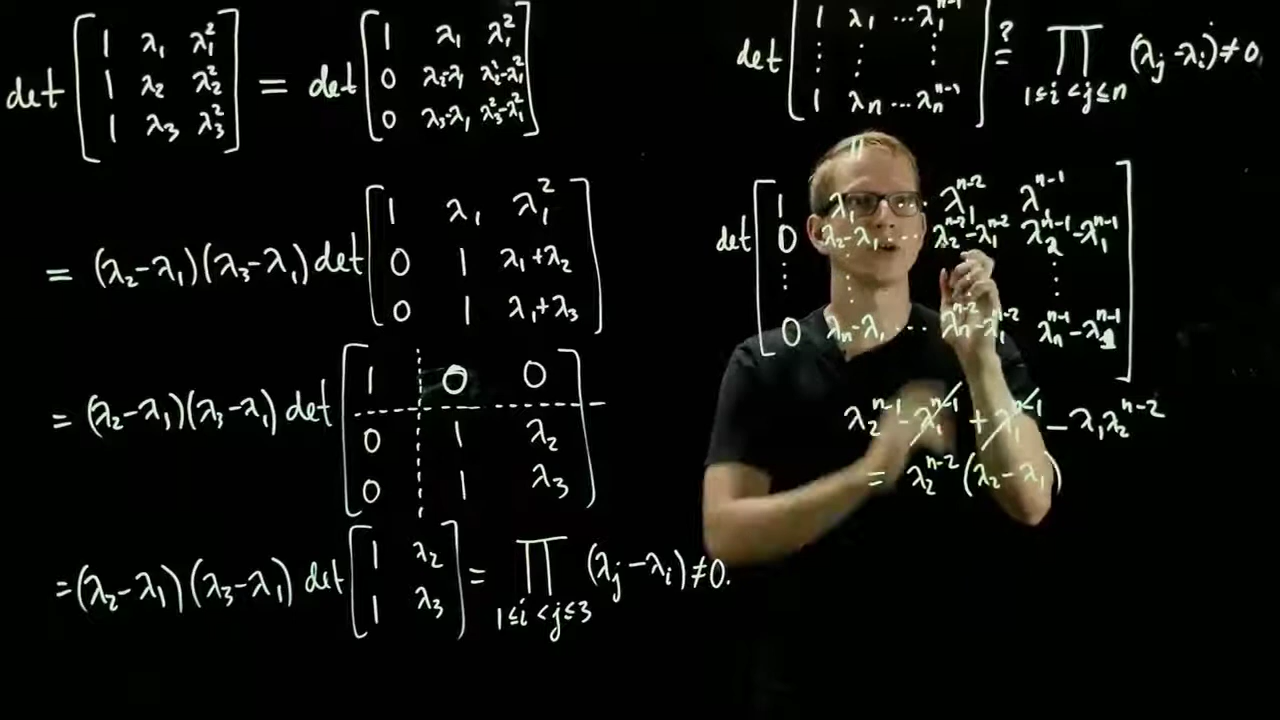 det [ 1 λ₁ λ₁² ; 1 λ₂ λ₂² ; 1 λ₃ λ₃² ] = det [ 1 λ₁ λ₁² ; 0 λ₂-λ₁ λ₂²-λ₁² ; 0 λ₃-λ₁ λ₃²-λ₁² ]
= (λ₂-λ₁)(λ₃-λ₁) det [ 1 λ₁ λ₁² ; 0 1 λ₁+λ₂ ; 0 1 λ₁+λ₃ ]
= (λ₂-λ₁)(λ₃-λ₁) det [ 1 0 0 ; 0 1 λ₂ ; 0 1 λ₃ ]
= (λ₂-λ₁)(λ₃-λ₁) det [ 1 λ₂ ; 1 λ₃ ] = ∏ 1≤i<j≤3 (λⱼ-λᵢ) ≠ 0.
det [ 1 λ₁ ... λ₁ⁿ⁻¹ ; ⋮ ⋮ ⋮ ; 1 λₙ ... λₙⁿ⁻¹ ] ≟ ∏ 1≤i<j≤n (λⱼ-λᵢ) ≠ 0.
det [ 1 λ₁ ... λ₁ⁿ⁻² λ₁ⁿ⁻¹ ; 0 λ₂-λ₁ ... λ₂ⁿ⁻²-λ₁ⁿ⁻² λ₂ⁿ⁻¹-λ₁ⁿ⁻¹ ; ⋮ ⋮ ⋮ ⋮ ; 0 λₙ-λ₁ ... λₙⁿ⁻²-λ₁ⁿ⁻² λₙⁿ⁻¹-λ₁ⁿ⁻¹ ]
λ₂ⁿ⁻¹ - λ₁ⁿ⁻¹ + λ₁ⁿ⁻¹ - λ₁λ₂ⁿ⁻²
= λ₂ⁿ⁻² (λ₂-λ₁)